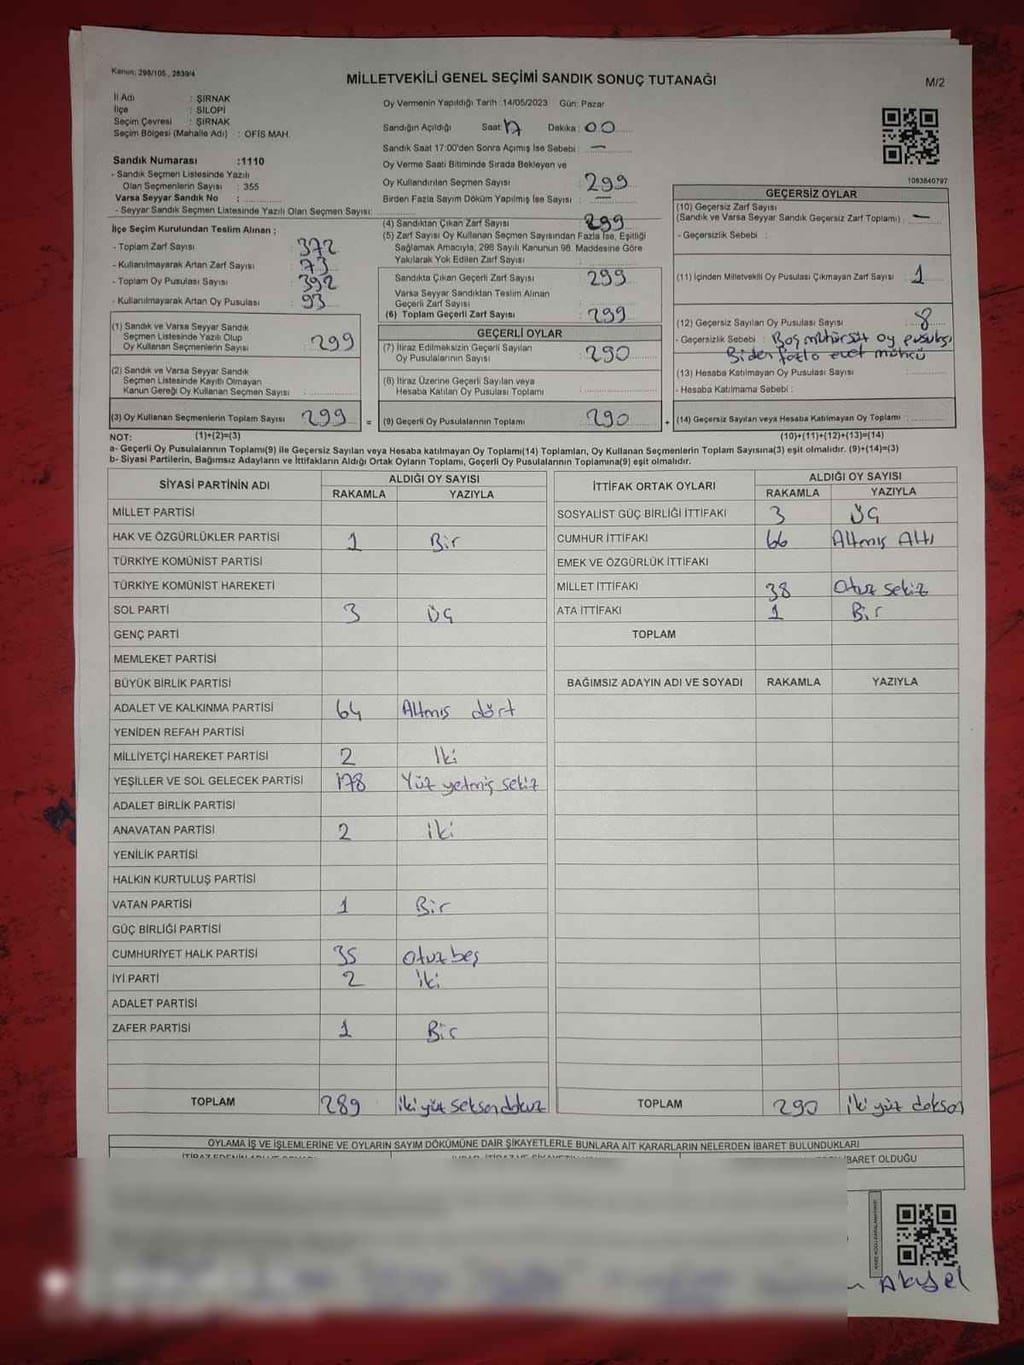 Kanun: 298/105 , 2839/4
MİLLETVEKİLİ GENEL SEÇİMİ SANDIK SONUÇ TUTANAĞI
M/2
İl Adı : ŞIRNAK
İlçe : SİLOPİ
Seçim Çevresi : ŞIRNAK
Seçim Bölgesi (Mahalle Adı) : OFİS MAH.
Sandık Numarası :1110
- Sandık Seçmen Listesinde Yazılı
Olan Seçmenlerin Sayısı : 355
Varsa Seyyar Sandık No :
- Seyyar Sandık Seçmen Listesinde Yazılı Olan Seçmen Sayısı:
Oy Vermenin Yapıldığı Tarih :14/05/2023 Gün: Pazar
Sandığın Açıldığı Saat: 17 Dakika: 00
Sandık Saat 17:00'den Sonra Açımış İse Sebebi : —
Oy Verme Saati Bitiminde Sırada Bekleyen ve
Oy Kullandırılan Seçmen Sayısı : 299
Birden Fazla Sayım Döküm Yapılmış İse Sayısı : —
1083840797
İlçe Seçim Kurulundan Teslim Alınan ;
- Toplam Zarf Sayısı : 372
- Kullanılmayarak Artan Zarf Sayısı : 73
- Toplam Oy Pusulası Sayısı : 392
- Kullanılmayarak Artan Oy Pusulası : 93
(1) Sandık ve Varsa Seyyar Sandık
Seçmen Listesinde Yazılı Olup
Oy Kullanan Seçmenlerin Sayısı : 299
(2) Sandık ve Varsa Seyyar Sandık
Seçmen Listesinde Kayıtlı Olmayan
Kanun Gereği Oy Kullanan Seçmen Sayısı :
(3) Oy Kullanan Seçmenlerin Toplam Sayısı : 299 =
(4) Sandıktan Çıkan Zarf Sayısı : 299
(5) Zarf Sayısı Oy Kullanan Seçmen Sayısından Fazla İse, Eşitliği
Sağlamak Amacıyla, 298 Sayılı Kanunun 98. Maddesine Göre
Yakılarak Yok Edilen Zarf Sayısı :
Sandıkta Çıkan Geçerli Zarf Sayısı : 299
Varsa Seyyar Sandıktan Teslim Alınan
Geçerli Zarf Sayısı :
(6) Toplam Geçerli Zarf Sayısı : 299
GEÇERLİ OYLAR
(7) İtiraz Edilmeksizin Geçerli Sayılan
Oy Pusulalarının Sayısı : 290
(8) İtiraz Üzerine Geçerli Sayılan veya
Hesaba Katılan Oy Pusulası Toplamı :
(9) Geçerli Oy Pusulalarının Toplamı : 290 +
GEÇERSİZ OYLAR
(10) Geçersiz Zarf Sayısı
(Sandık ve Varsa Seyyar Sandık Geçersiz Zarf Toplamı) : —
- Geçersizlik Sebebi :
(11) İçinden Milletvekili Oy Pusulası Çıkmayan Zarf Sayısı : 1
(12) Geçersiz Sayılan Oy Pusulası Sayısı : 8
- Geçersizlik Sebebi : Boş mühürsüt oy pusulası
Biden fazla evet mührü
(13) Hesaba Katılmayan Oy Pusulası Sayısı :
- Hesaba Katılmama Sebebi :
(14) Geçersiz Sayılan veya Hesaba Katılmayan Oy Toplamı :
NOT: (1)+(2)=(3) (10)+(11)+(12)+(13)=(14)
a- Geçerli Oy Pusulalarının Toplamı(9) ile Geçersiz Sayılan veya Hesaba katılmayan Oy Toplamı(14) Toplamları, Oy Kullanan Seçmenlerin Toplam Sayısına(3) eşit olmalıdır. (9)+(14)=(3)
b- Siyasi Partilerin, Bağımsız Adayların ve İttifakların Aldığı Ortak Oyların Toplamı, Geçerli Oy Pusulalarının Toplamına(9) eşit olmalıdır.
SİYASİ PARTİNİN ADI ALDIĞI OY SAYISI
RAKAMLA YAZIYLA
MİLLET PARTİSİ
HAK VE ÖZGÜRLÜKLER PARTİSİ 1 Bir
TÜRKİYE KOMÜNİST PARTİSİ
TÜRKİYE KOMÜNİST HAREKETİ
SOL PARTİ 3 Üç
GENÇ PARTİ
MEMLEKET PARTİSİ
BÜYÜK BİRLİK PARTİSİ
ADALET VE KALKINMA PARTİSİ 64 Altmış dört
YENİDEN REFAH PARTİSİ
MİLLİYETÇİ HAREKET PARTİSİ 2 İki
YEŞİLLER VE SOL GELECEK PARTİSİ 178 Yüz yetmiş sekiz
ADALET BİRLİK PARTİSİ
ANAVATAN PARTİSİ 2 iki
YENİLİK PARTİSİ
HALKIN KURTULUŞ PARTİSİ
VATAN PARTİSİ 1 Bir
GÜÇ BİRLİĞİ PARTİSİ
CUMHURİYET HALK PARTİSİ 35 otuz beş
İYİ PARTİ 2 iki
ADALET PARTİSİ
ZAFER PARTİSİ 1 Bir
TOPLAM 289 iki yüz seksen dokuz
İTTİFAK ORTAK OYLARI ALDIĞI OY SAYISI
RAKAMLA YAZIYLA
SOSYALİST GÜÇ BİRLİĞİ İTTİFAKI 3 ÜÇ
CUMHUR İTTİFAKI 66 Altmış Altı
EMEK VE ÖZGÜRLÜK İTTİFAKI
MİLLET İTTİFAKI 38 Otuz sekiz
ATA İTTİFAKI 1 Bir
TOPLAM
BAĞIMSIZ ADAYIN ADI VE SOYADI RAKAMLA YAZIYLA
TOPLAM 290 iki yüz doksan
OYLAMA İŞ VE İŞLEMLERİNE VE OYLARIN SAYIM DÖKÜMÜNE DAİR ŞİKAYETLERLE BUNLARA AİT KARARLARIN NELERDEN İBARET BULUNDUKLARI
İBARET OLDUĞU